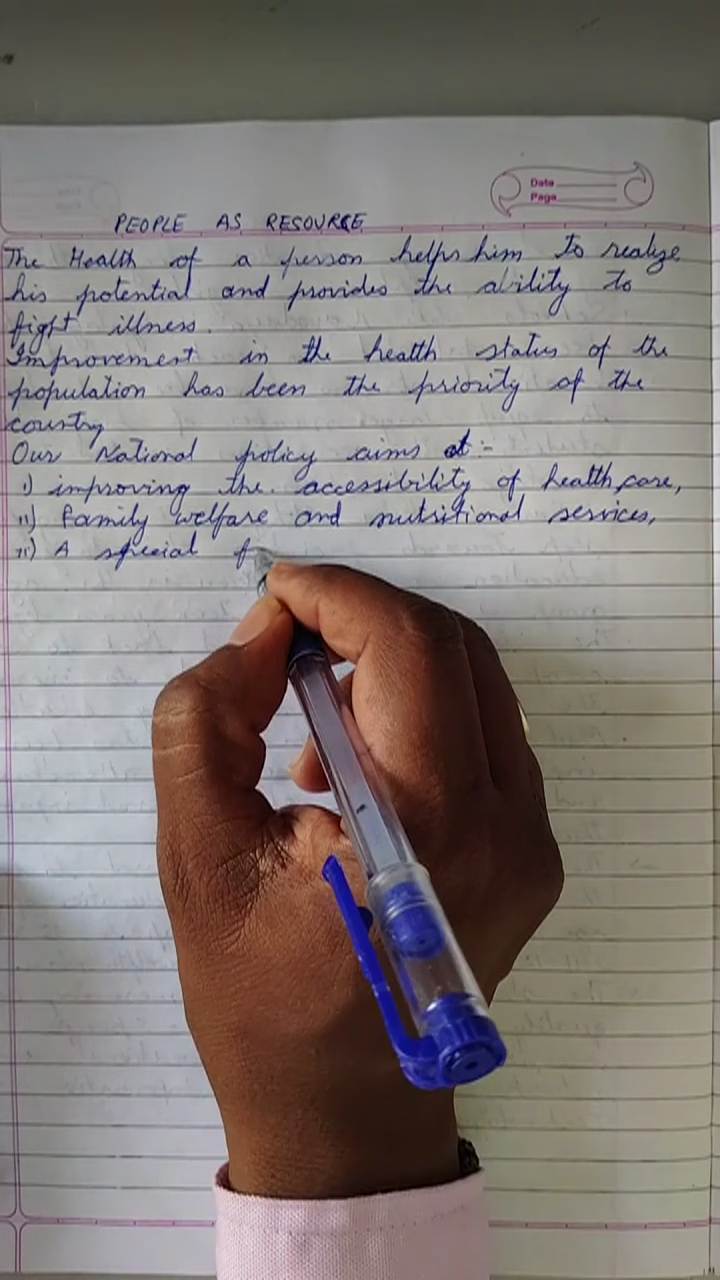 Date
Page
PEOPLE AS RESOURCE
The Health of a person helps him to realize
his potential and provides the ability to
fight illness.
Improvement in the health status of the
population has been the priority of the
country
Our National policy aims at :-
i) improving the accessibility of health care,
ii) family welfare and nutritional services,
iii) A special f